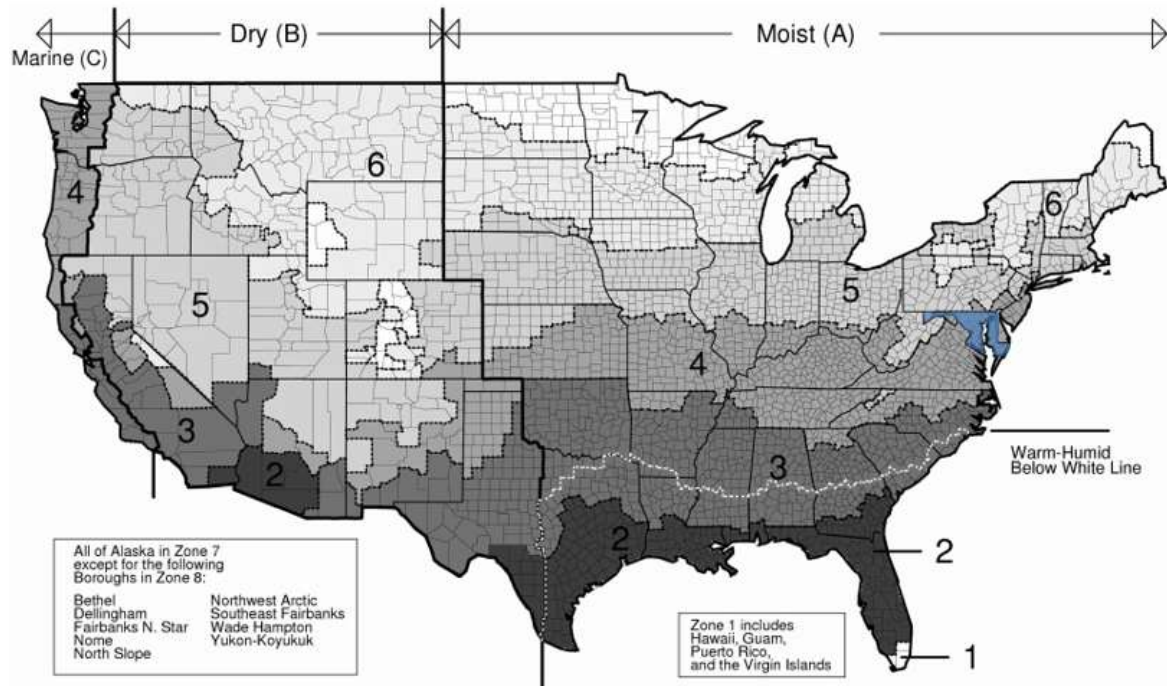 Marine (C)
Dry (B)
Moist (A)
7
6
6
4
5
5
4
3
3
2
2
2
1
Warm-Humid
Below White Line
All of Alaska in Zone 7
except for the following
Boroughs in Zone 8:
Bethel
Dellingham
Fairbanks N. Star
Nome
North Slope
Northwest Arctic
Southeast Fairbanks
Wade Hampton
Yukon-Koyukuk
Zone 1 includes
Hawaii, Guam,
Puerto Rico,
and the Virgin Islands